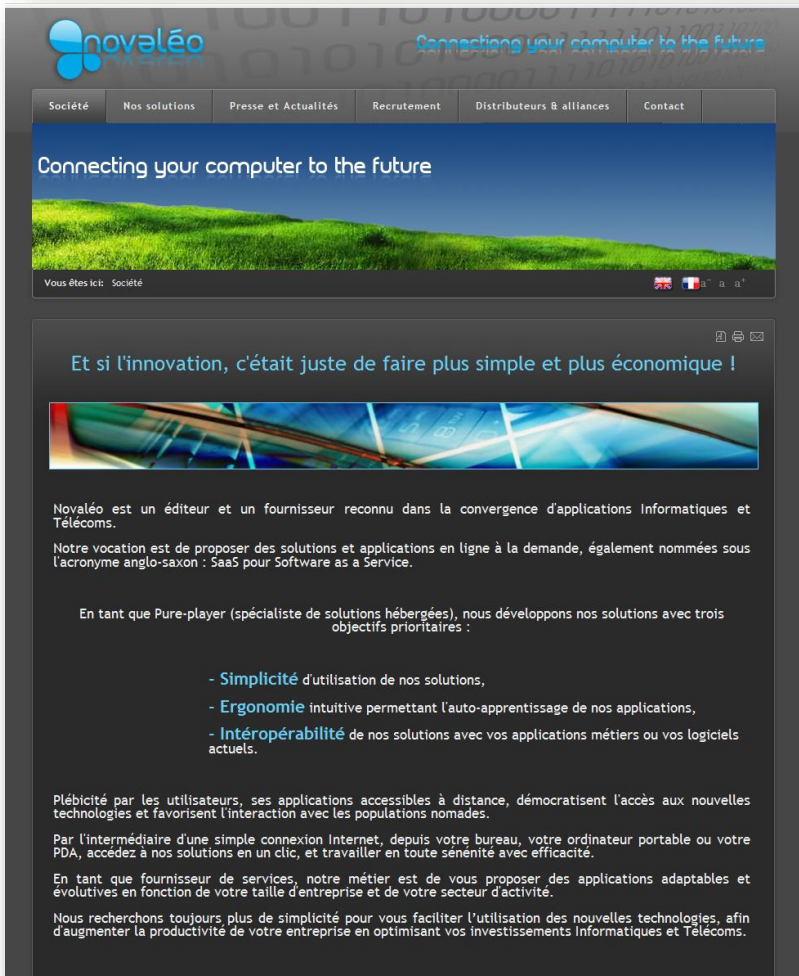 novaléo
Connecting your computer to the future
Société Nos solutions Presse et Actualités Recrutement Distributeurs & alliances Contact
Connecting your computer to the future
Vous êtes ici: Société
a⁻ a a⁺
Et si l'innovation, c'était juste de faire plus simple et plus économique !
Novaléo est un éditeur et un fournisseur reconnu dans la convergence d'applications Informatiques et
Télécoms.
Notre vocation est de proposer des solutions et applications en ligne à la demande, également nommées sous
l'acronyme anglo-saxon : SaaS pour Software as a Service.
En tant que Pure-player (spécialiste de solutions hébergées), nous développons nos solutions avec trois
objectifs prioritaires :
- Simplicité d'utilisation de nos solutions,
- Ergonomie intuitive permettant l'auto-apprentissage de nos applications,
- Intéropérabilité de nos solutions avec vos applications métiers ou vos logiciels
actuels.
Plébicité par les utilisateurs, ses applications accessibles à distance, démocratisent l'accès aux nouvelles
technologies et favorisent l'interaction avec les populations nomades.
Par l'intermédiaire d'une simple connexion Internet, depuis votre bureau, votre ordinateur portable ou votre
PDA, accédez à nos solutions en un clic, et travailler en toute sénénité avec efficacité.
En tant que fournisseur de services, notre métier est de vous proposer des applications adaptables et
évolutives en fonction de votre taille d'entreprise et de votre secteur d'activité.
Nous recherchons toujours plus de simplicité pour vous faciliter l'utilisation des nouvelles technologies, afin
d'augmenter la productivité de votre entreprise en optimisant vos investissements Informatiques et Télécoms.